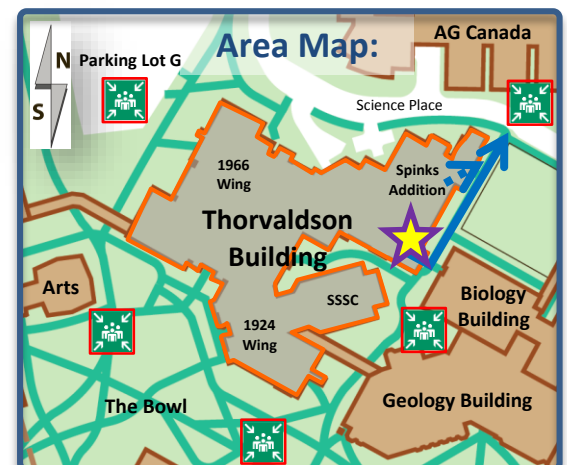 Area Map:
AG Canada
N
S
Parking Lot G
Science Place
1966
Wing
Spinks
Addition
Thorvaldson
Building
SSSC
1924
Wing
Arts
Biology
Building
The Bowl
Geology Building